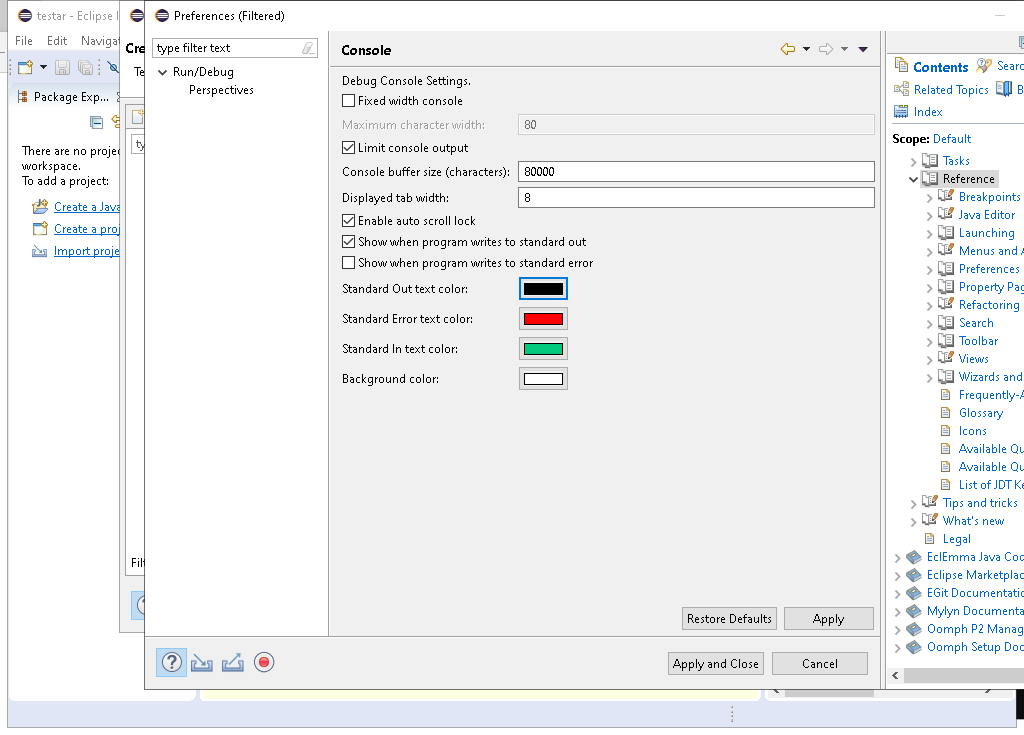 testar - Eclipse I
File Edit Navigat
Package Exp...
There are no projec
workspace.
To add a project:
Create a Java
Create a proj
Import proje
Cre
Te
ty
Filt
Preferences (Filtered)
type filter text
Run/Debug
Perspectives
Console
Debug Console Settings.
Fixed width console
Maximum character width: 80
Limit console output
Console buffer size (characters): 80000
Displayed tab width: 8
Enable auto scroll lock
Show when program writes to standard out
Show when program writes to standard error
Standard Out text color:
Standard Error text color:
Standard In text color:
Background color:
Restore Defaults Apply
Apply and Close Cancel
Contents Searc
Related Topics B
Index
Scope: Default
Tasks
Reference
Breakpoints
Java Editor
Launching
Menus and A
Preferences
Property Pag
Refactoring
Search
Toolbar
Views
Wizards and
Frequently-A
Glossary
Icons
Available Qu
Available Qu
List of JDT Ke
Tips and tricks
What's new
Legal
EclEmma Java Cod
Eclipse Marketplac
EGit Documentatio
Mylyn Documenta
Oomph P2 Manag
Oomph Setup Doc